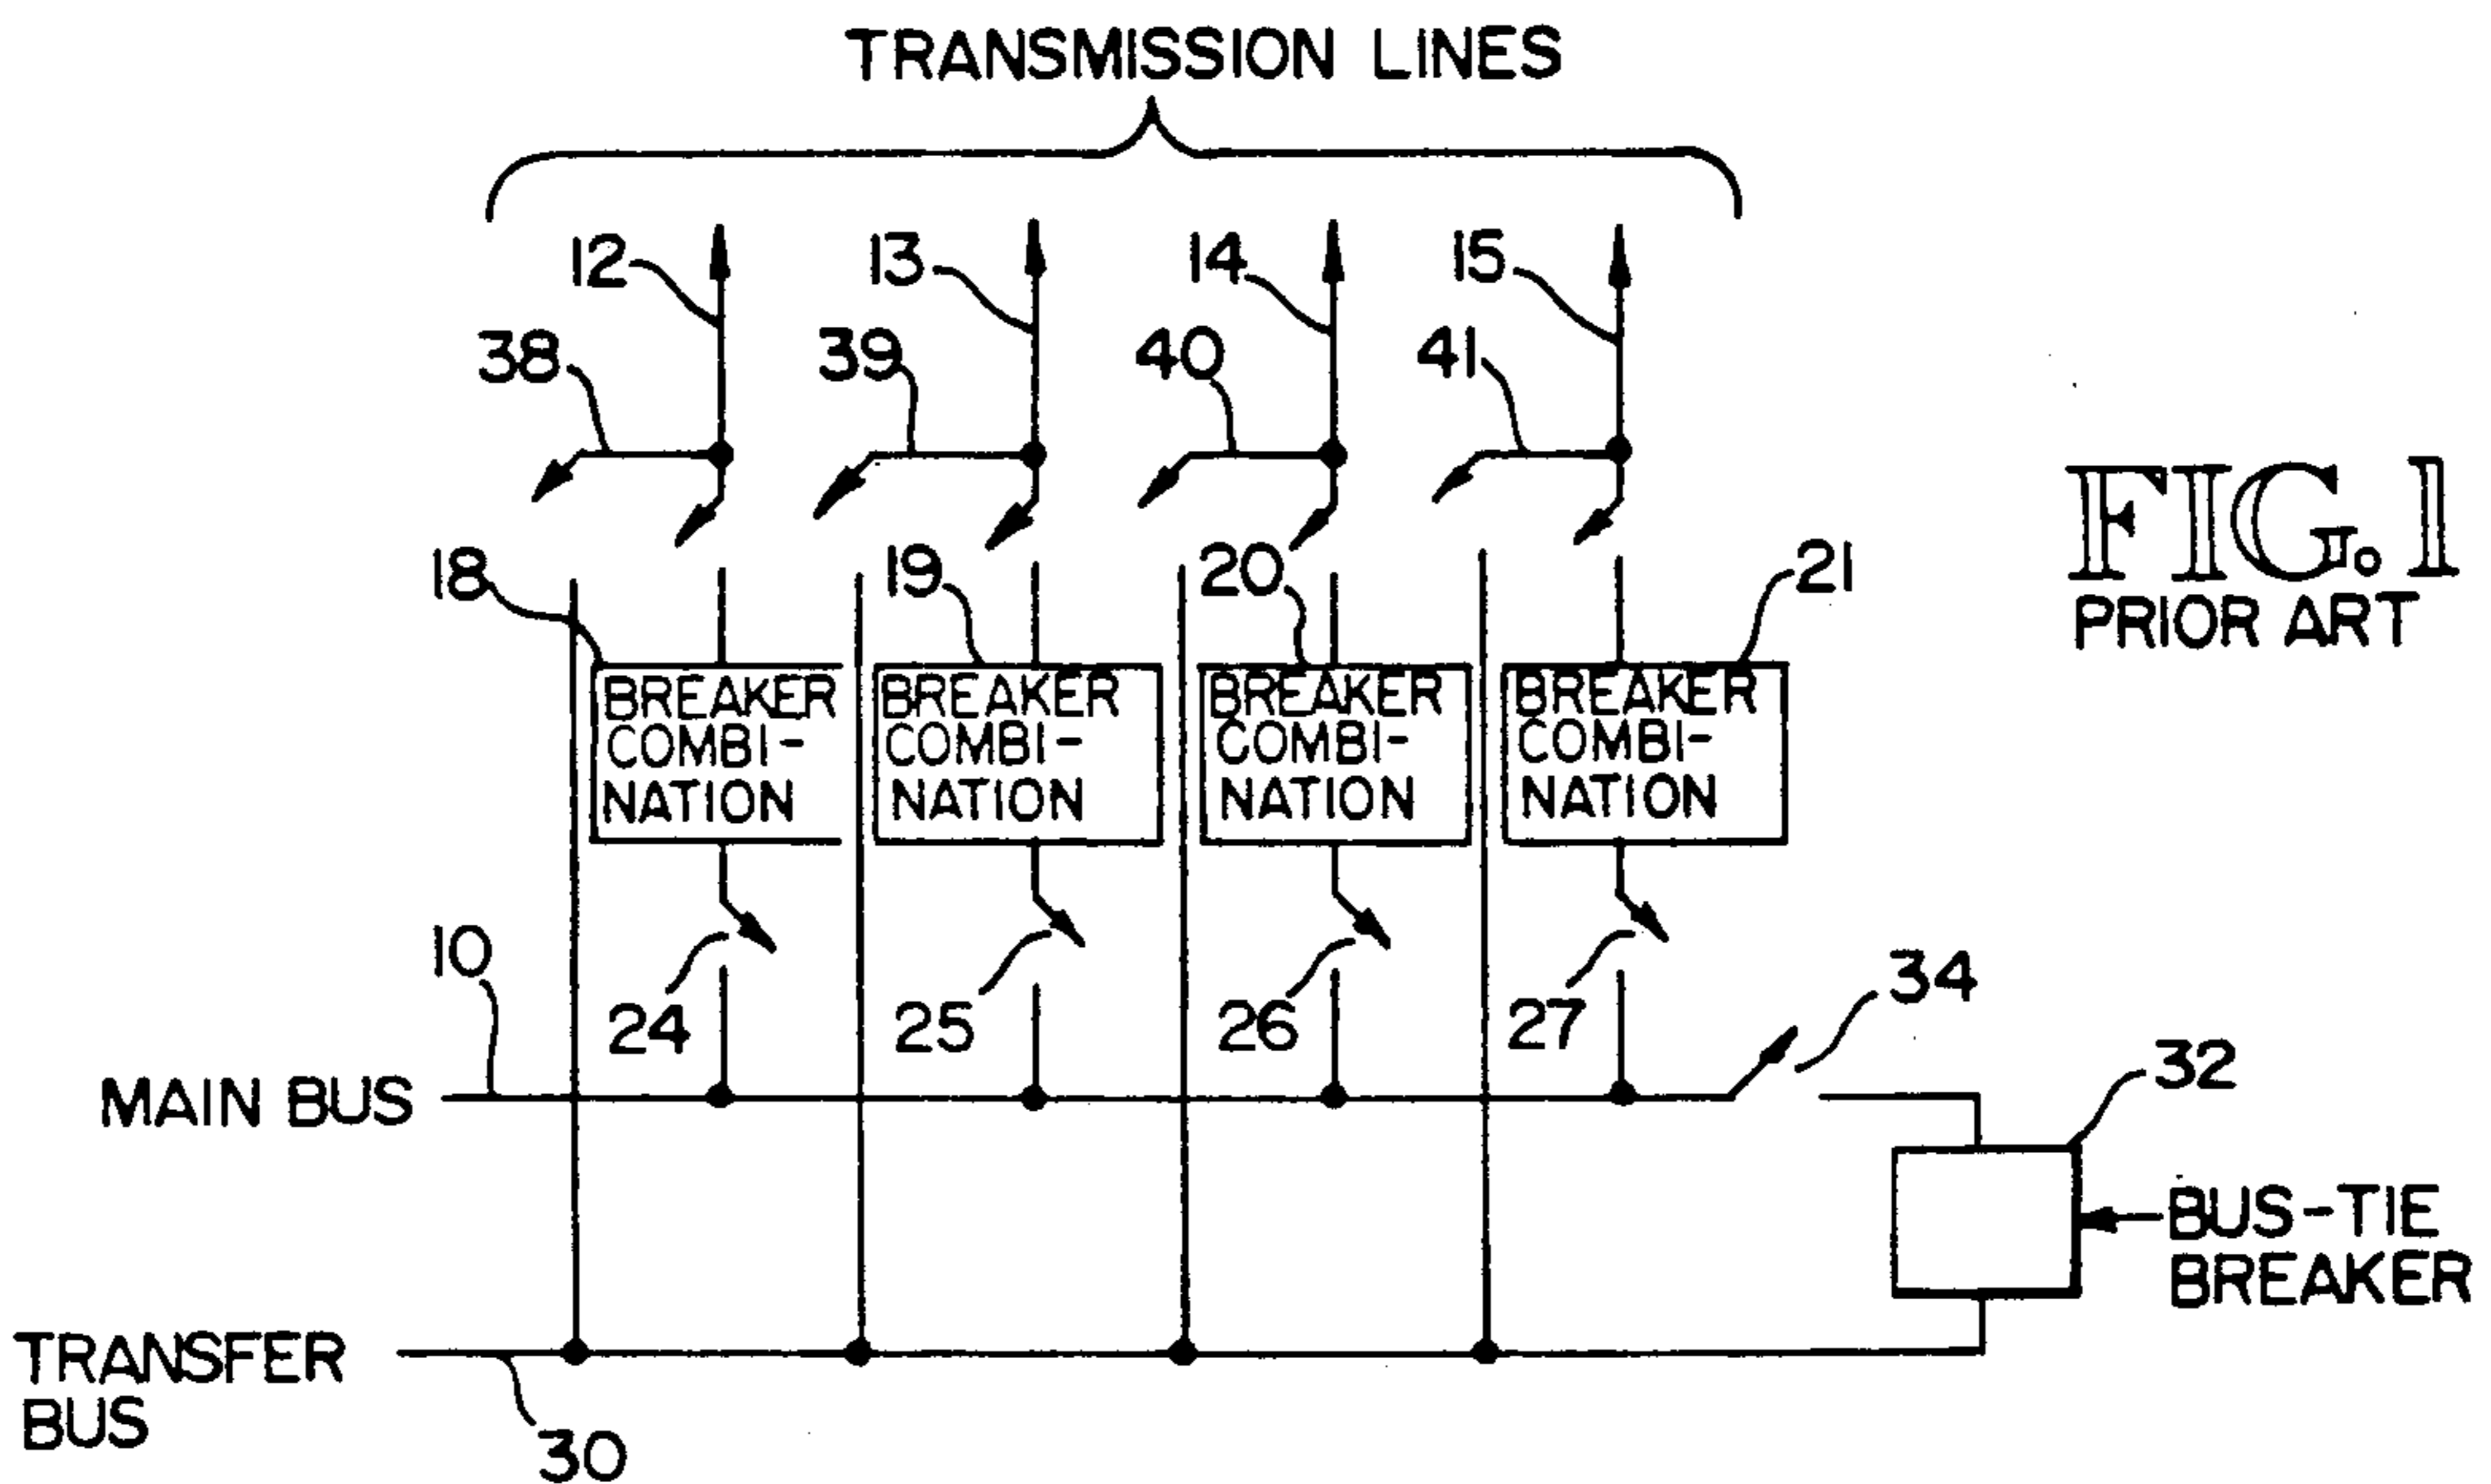 TRANSMISSION LINES
12
13
14
15
38
39
40
41
FIG. 1
PRIOR ART
18
19
20
21
BREAKER
COMBI-
NATION
BREAKER
COMBI-
NATION
BREAKER
COMBI-
NATION
BREAKER
COMBI-
NATION
10
24
25
26
27
34
MAIN BUS
32
BUS-TIE
BREAKER
TRANSFER
BUS
30